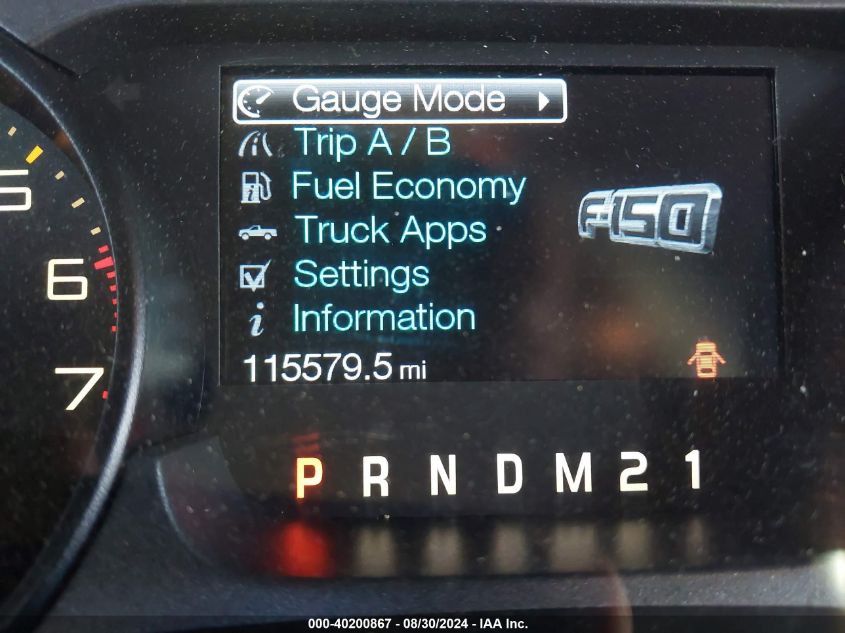 Gauge Mode
Trip A / B
Fuel Economy
Truck Apps
Settings
Information
F-150
115579.5 mi
5
6
7
P R N D M 2 1
000-40200867 - 08/30/2024 - IAA Inc.